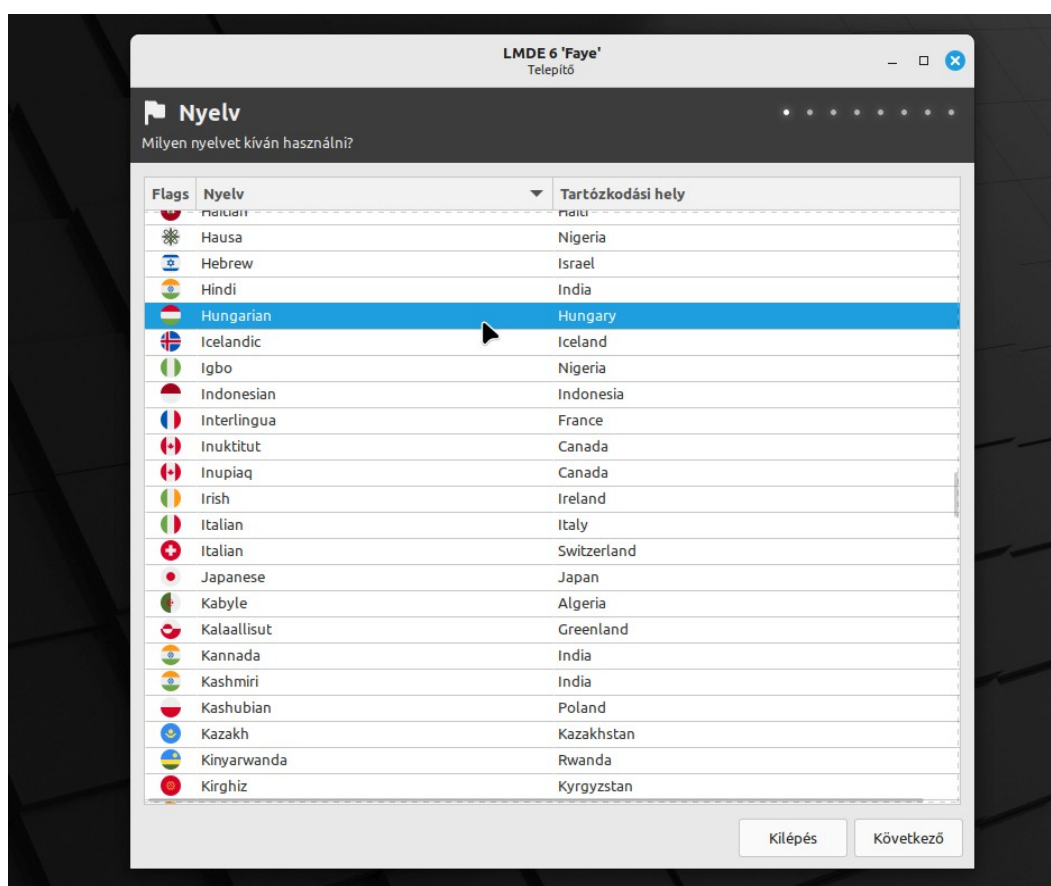 LMDE 6 'Faye'
Telepítő
Nyelv
Milyen nyelvet kíván használni?
Flags Nyelv Tartózkodási hely
Haitian Haiti
Hausa Nigeria
Hebrew Israel
Hindi India
Hungarian Hungary
Icelandic Iceland
Igbo Nigeria
Indonesian Indonesia
Interlingua France
Inuktitut Canada
Inupiaq Canada
Irish Ireland
Italian Italy
Italian Switzerland
Japanese Japan
Kabyle Algeria
Kalaallisut Greenland
Kannada India
Kashmiri India
Kashubian Poland
Kazakh Kazakhstan
Kinyarwanda Rwanda
Kirghiz Kyrgyzstan
Kilépés Következő